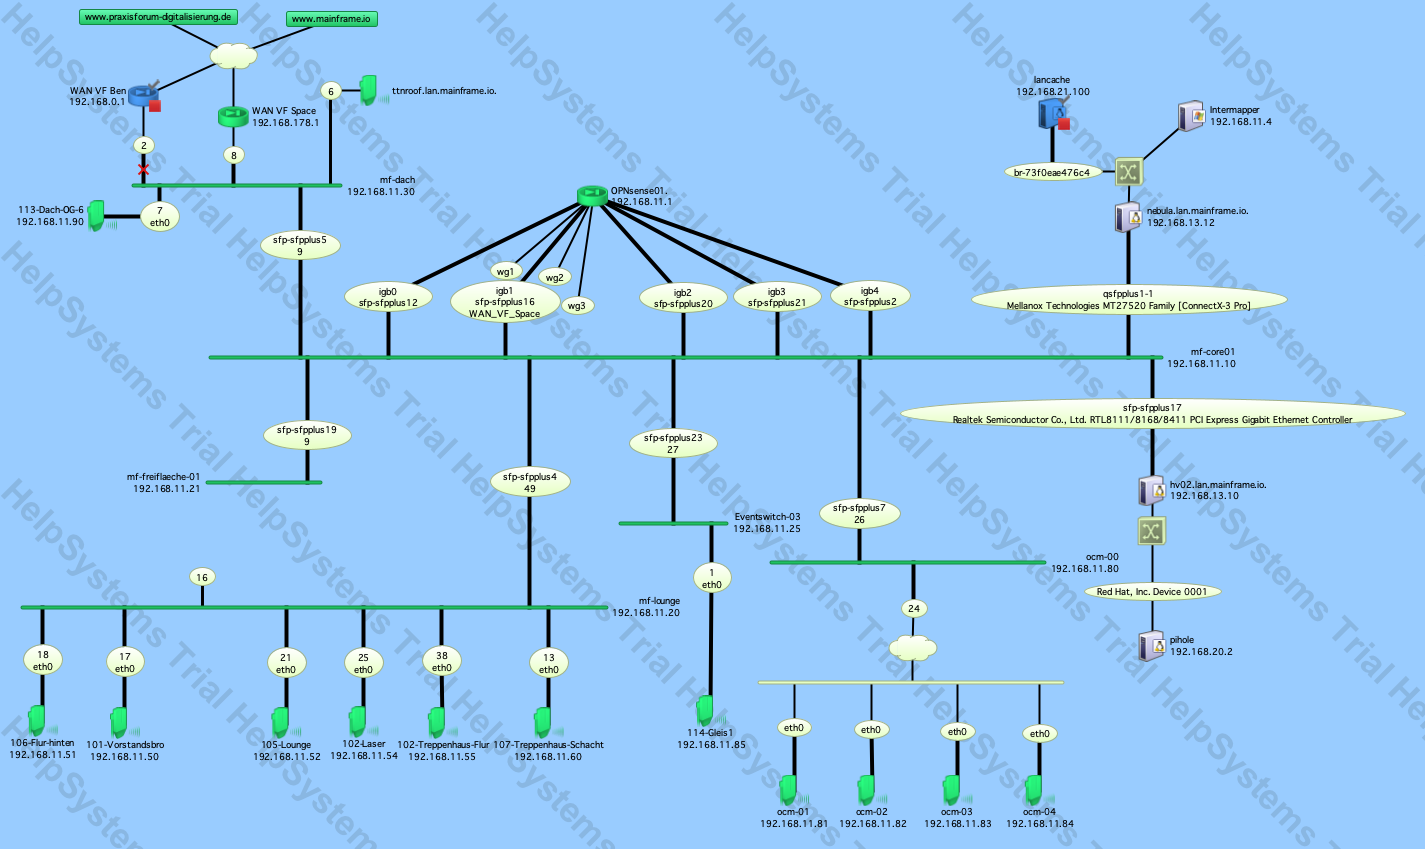 www.praxisforum-digitalisierung.de
www.mainframe.io
WAN VF Ben
192.168.0.1
WAN VF Space
192.168.178.1
6
ttnroof.lan.mainframe.io.
2
8
mf-dach
192.168.11.30
113-Dach-OG-6
192.168.11.90
7
eth0
sfp-sfpplus5
9
OPNsense01.
192.168.11.1
lancache
192.168.21.100
Intermapper
192.168.11.4
br-73f0eae476c4
nebula.lan.mainframe.io.
192.168.13.12
wg1
wg2
wg3
igb0
sfp-sfpplus12
igb1
sfp-sfpplus16
WAN_VF_Space
igb2
sfp-sfpplus20
igb3
sfp-sfpplus21
igb4
sfp-sfpplus2
qsfpplus1-1
Mellanox Technologies MT27520 Family [ConnectX-3 Pro]
mf-core01
192.168.11.10
sfp-sfpplus17
Realtek Semiconductor Co., Ltd. RTL8111/8168/8411 PCI Express Gigabit Ethernet Controller
sfp-sfpplus19
9
mf-freiflaeche-01
192.168.11.21
sfp-sfpplus4
49
sfp-sfpplus23
27
Eventswitch-03
192.168.11.25
sfp-sfpplus7
26
hv02.lan.mainframe.io.
192.168.13.10
ocm-00
192.168.11.80
Red Hat, Inc. Device 0001
pihole
192.168.20.2
1
eth0
24
16
mf-lounge
192.168.11.20
18
eth0
17
eth0
21
eth0
25
eth0
38
eth0
13
eth0
106-Flur-hinten
192.168.11.51
101-Vorstandsbro
192.168.11.50
105-Lounge
192.168.11.52
102-Laser
192.168.11.54
102-Treppenhaus-Flur
192.168.11.55
107-Treppenhaus-Schacht
192.168.11.60
114-Gleis1
192.168.11.85
eth0
eth0
eth0
eth0
ocm-01
192.168.11.81
ocm-02
192.168.11.82
ocm-03
192.168.11.83
ocm-04
192.168.11.84
HelpSystems Trial HelpSystems Trial HelpSystems Trial